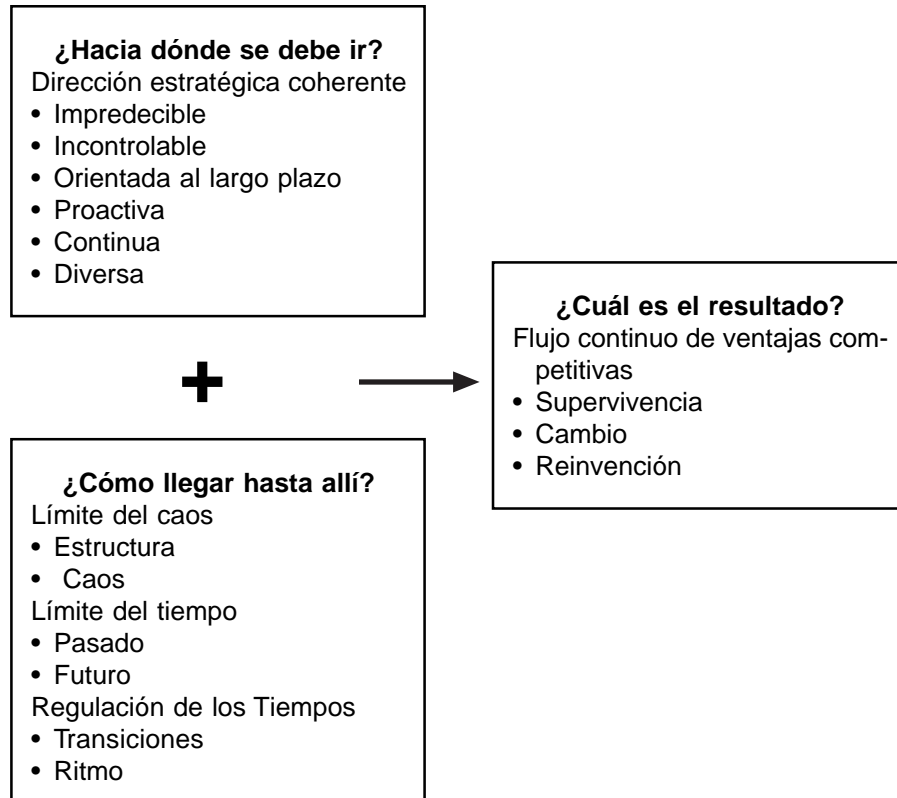 ¿Hacia dónde se debe ir?
Dirección estratégica coherente
• Impredecible
• Incontrolable
• Orientada al largo plazo
• Proactiva
• Continua
• Diversa
+
¿Cómo llegar hasta allí?
Límite del caos
• Estructura
• Caos
Límite del tiempo
• Pasado
• Futuro
Regulación de los Tiempos
• Transiciones
• Ritmo
¿Cuál es el resultado?
Flujo continuo de ventajas com-
petitivas
• Supervivencia
• Cambio
• Reinvención